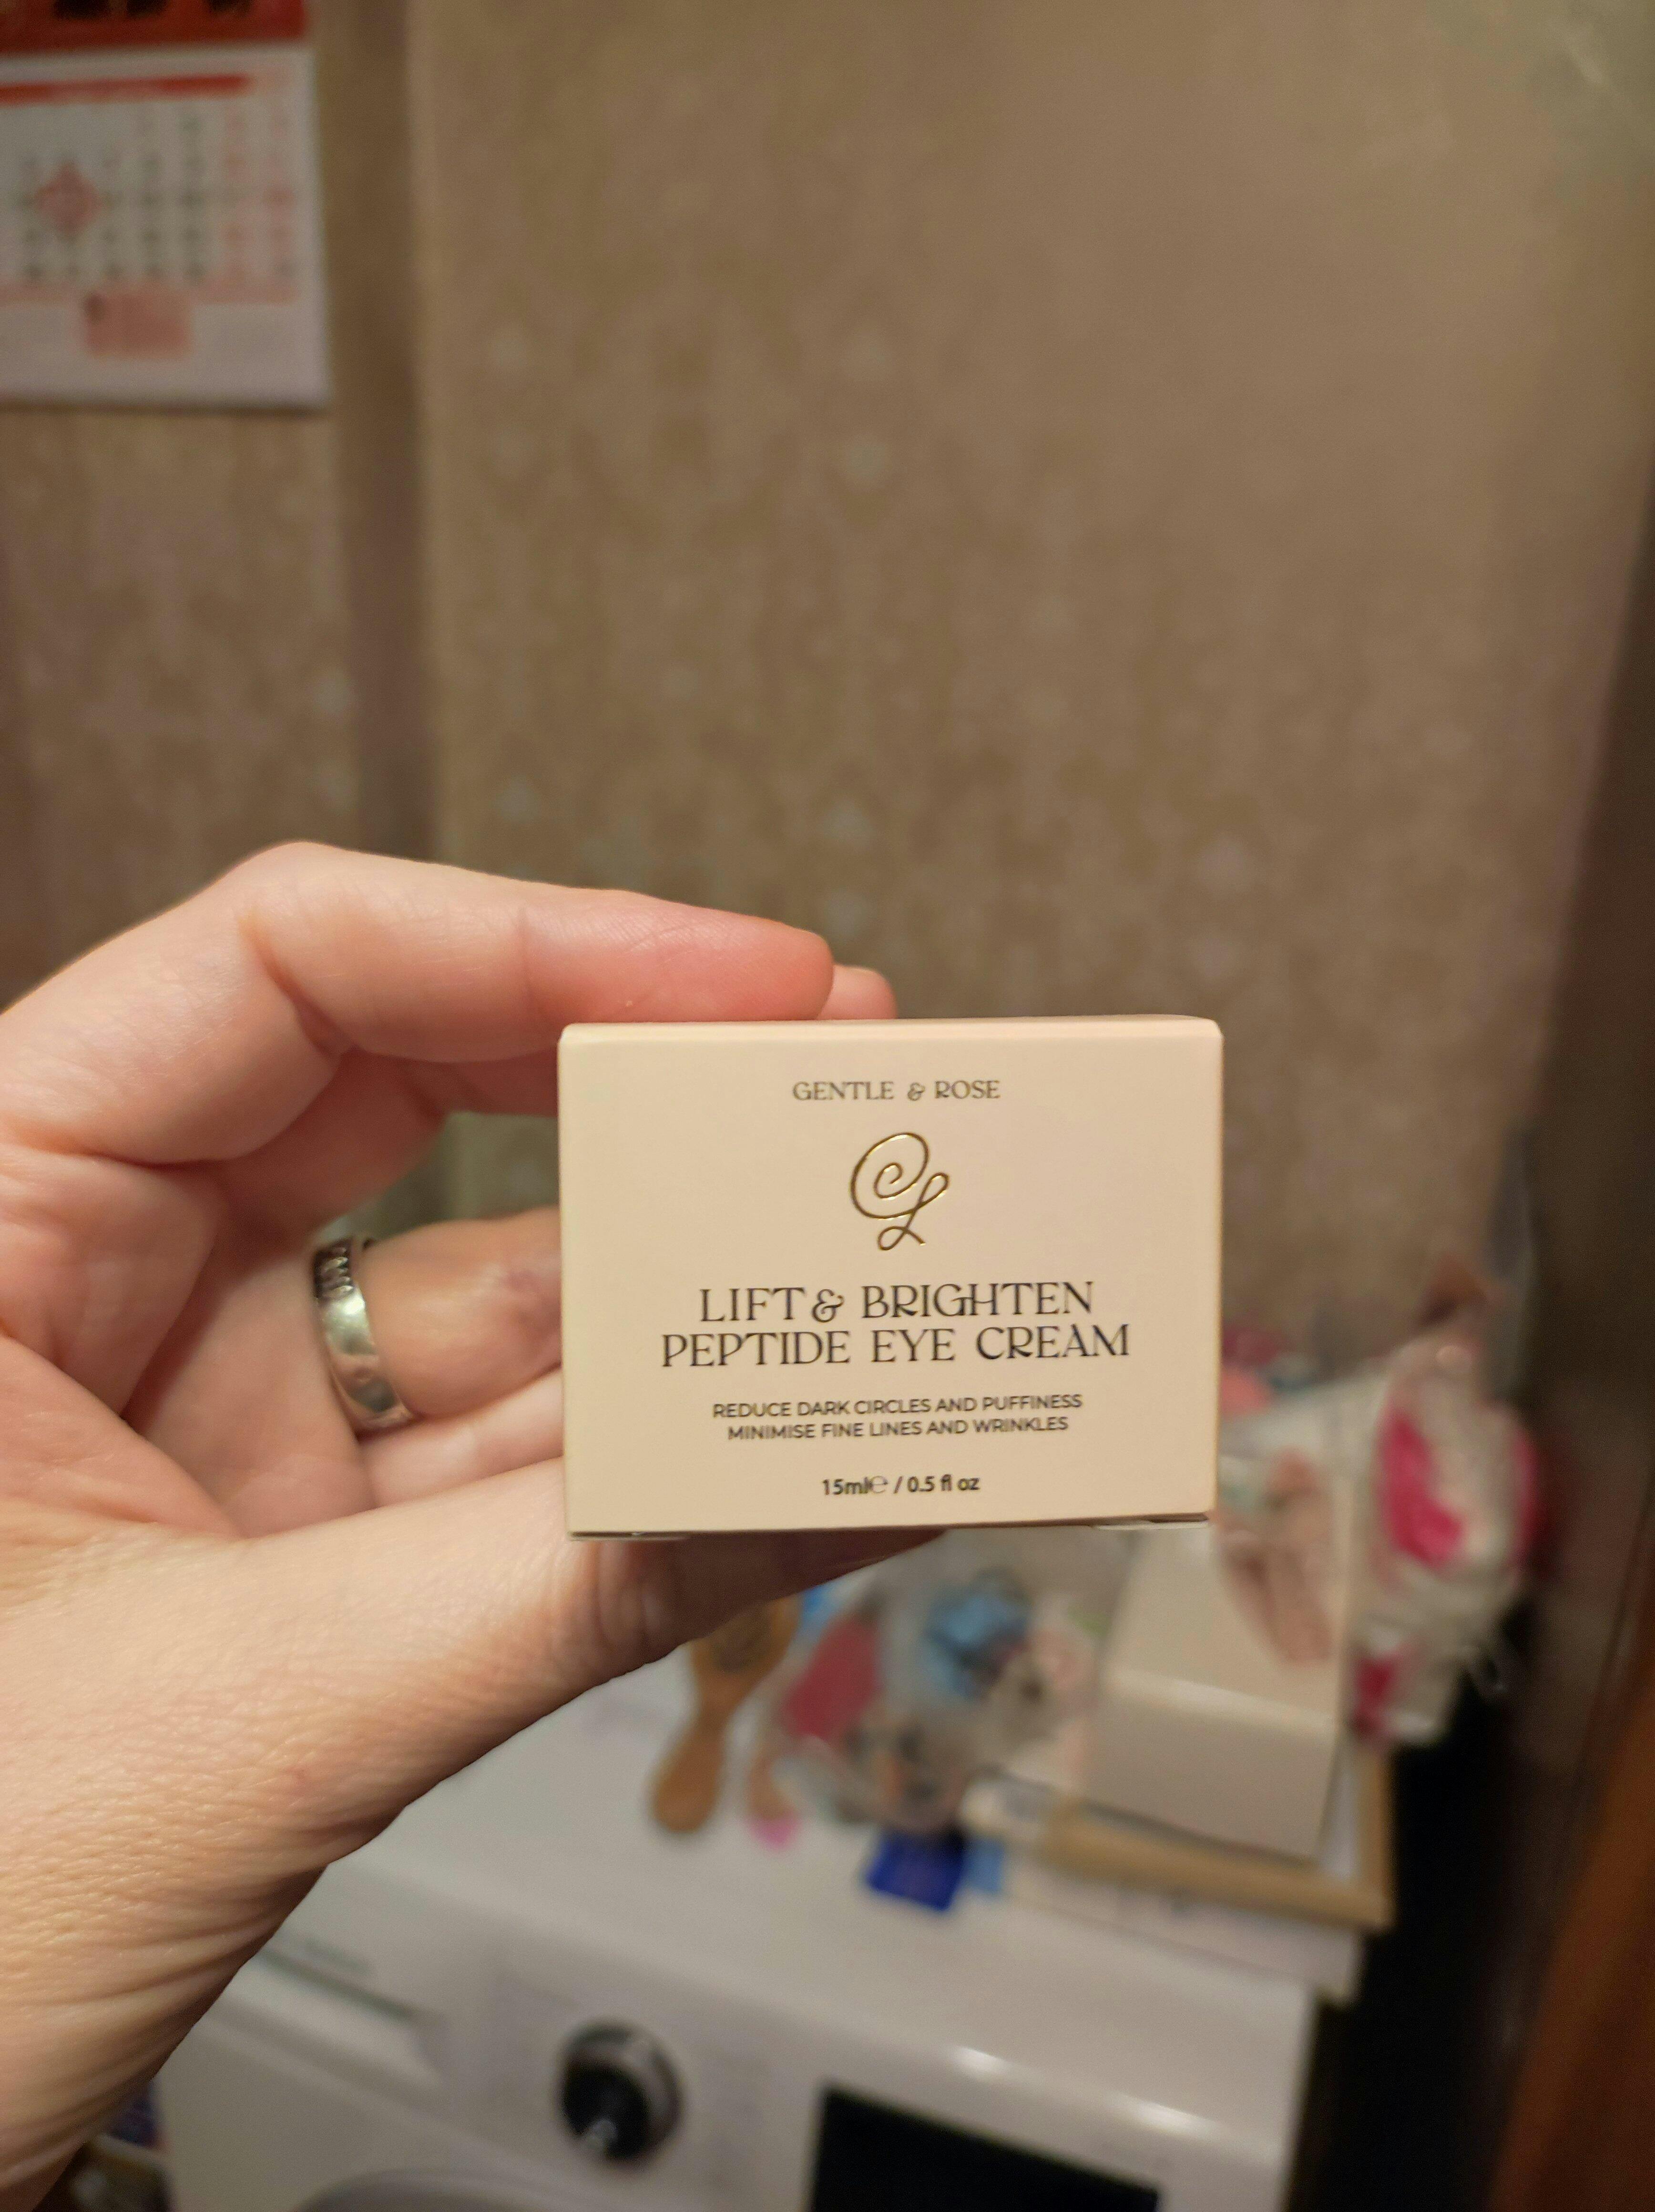 GENTLE & ROSE
LIFT & BRIGHTEN
PEPTIDE EYE CREAM
REDUCE DARK CIRCLES AND PUFFINESS
MINIMISE FINE LINES AND WRINKLES
15ml℮ / 0.5 fl oz